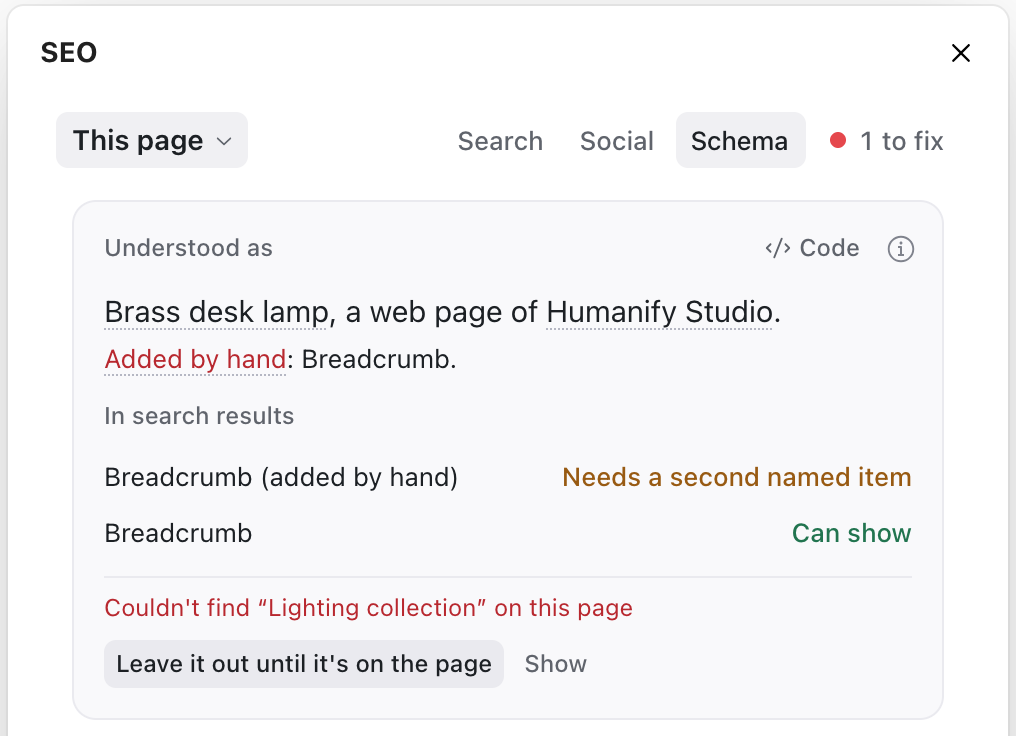 SEO
This page
Search
Social
Schema
1 to fix
Understood as
</> Code
Brass desk lamp, a web page of Humanify Studio.
Added by hand: Breadcrumb.
In search results
Breadcrumb (added by hand)
Needs a second named item
Breadcrumb
Can show
Couldn't find “Lighting collection” on this page
Leave it out until it's on the page
Show